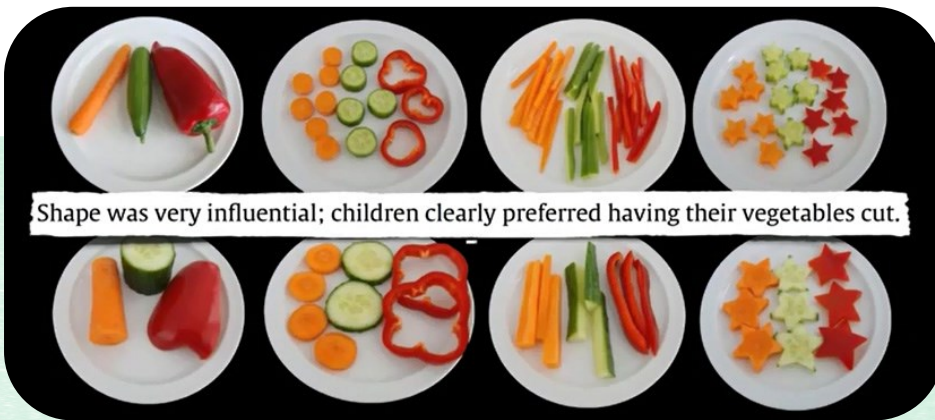 Shape was very influential; children clearly preferred having their vegetables cut.